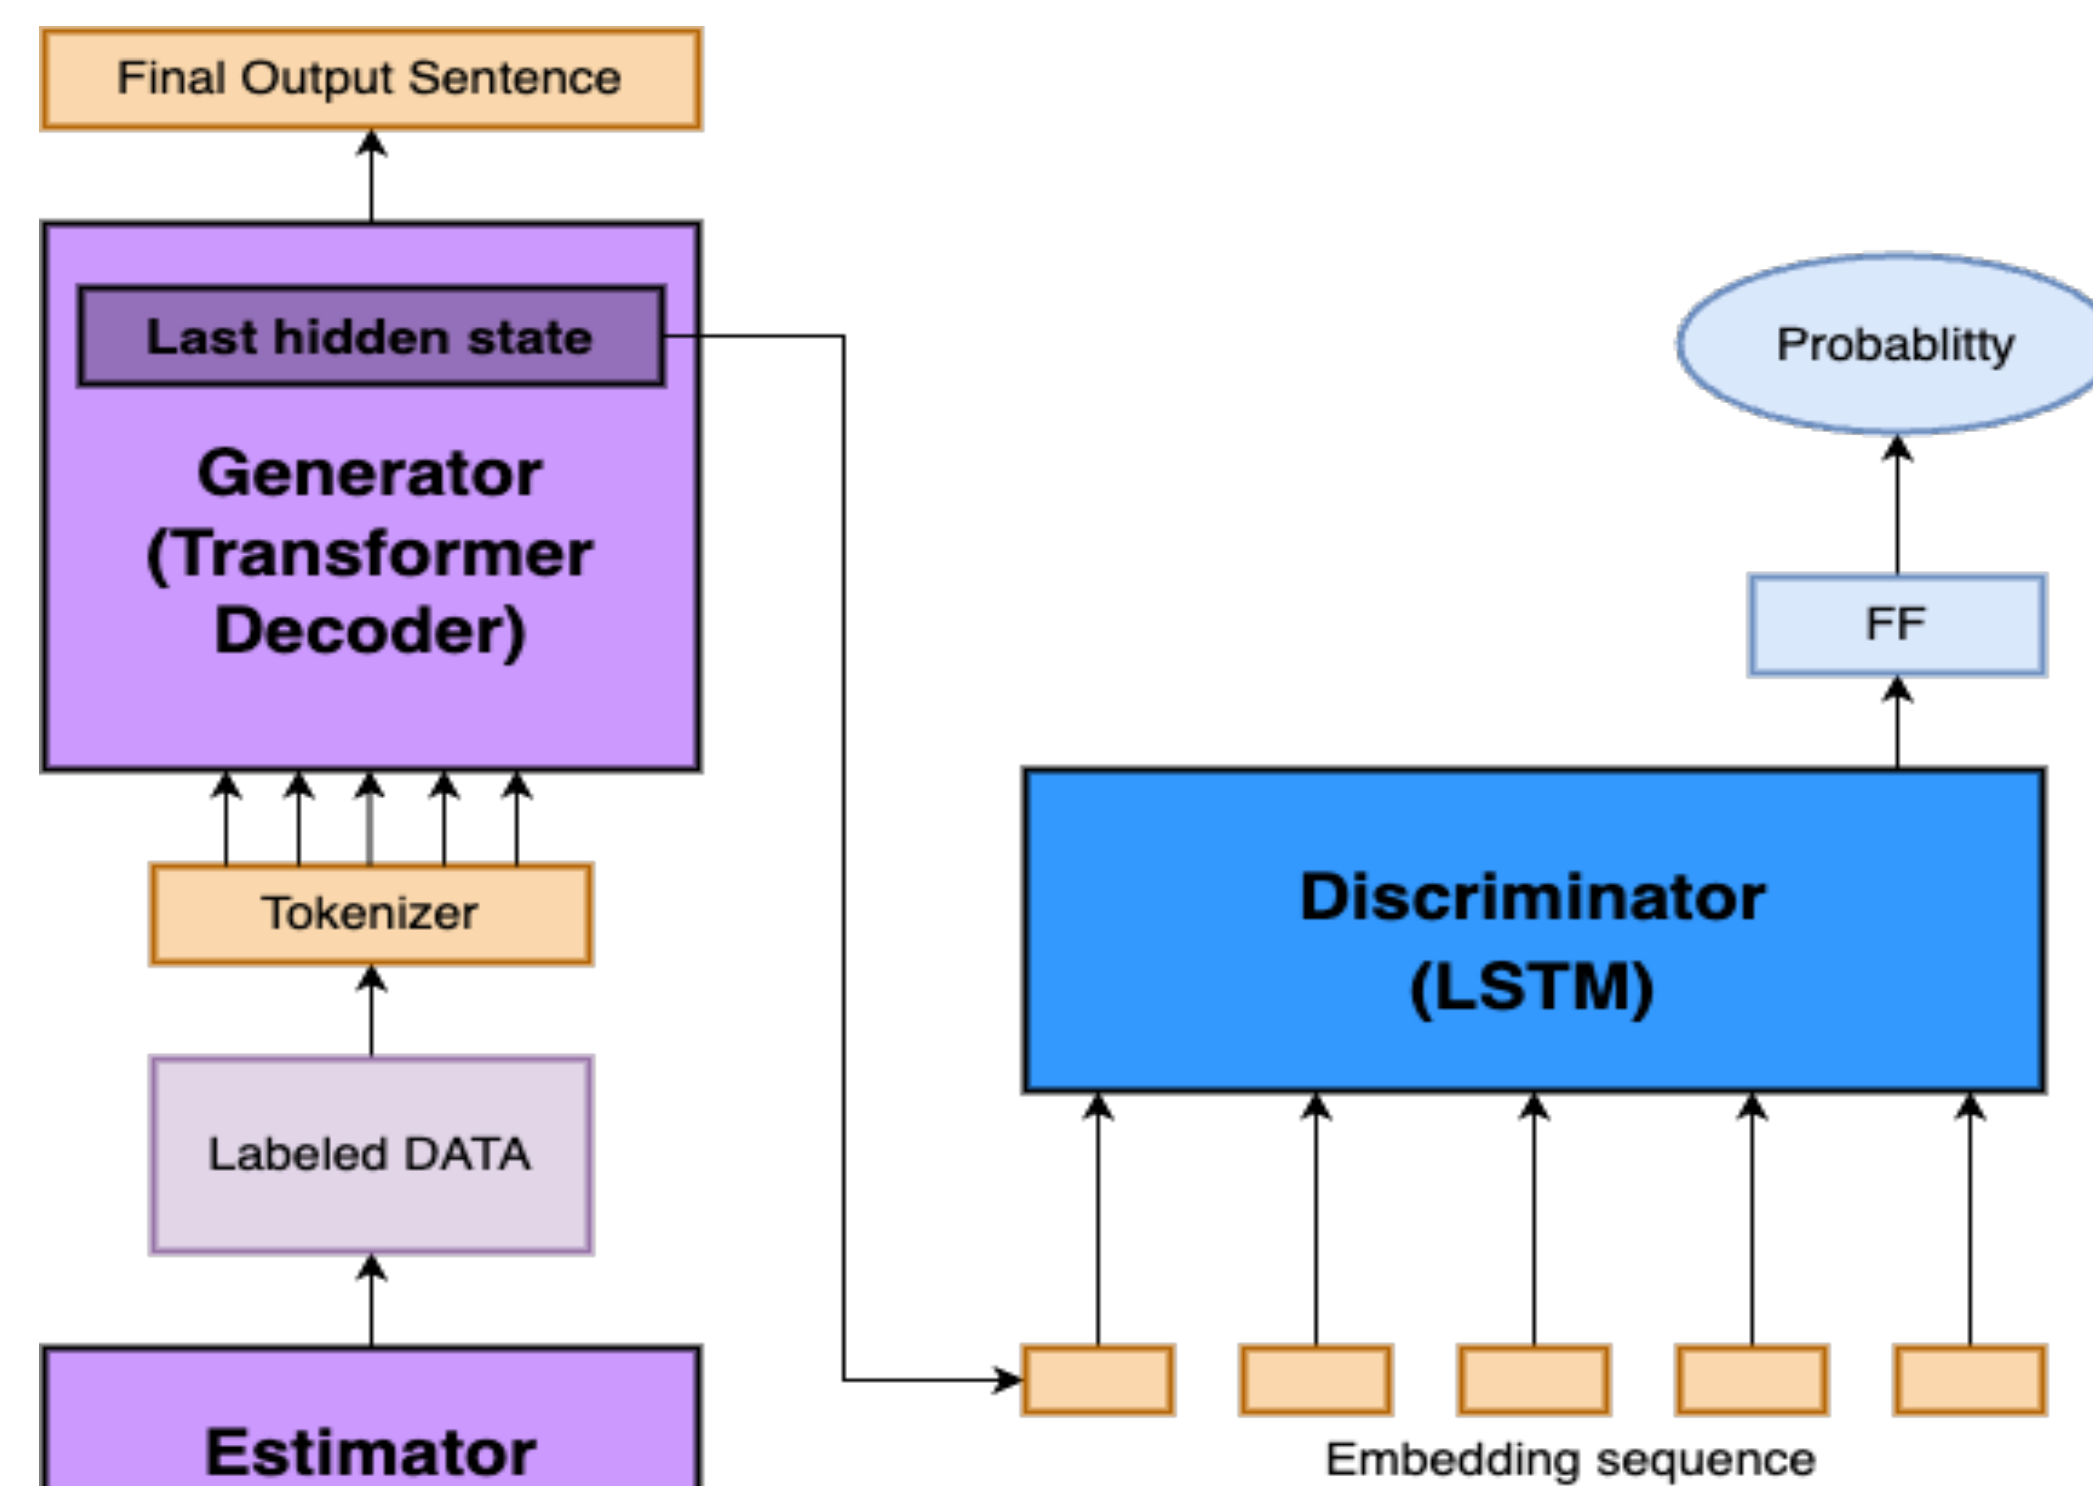 Final Output Sentence
Last hidden state
Generator
(Transformer
Decoder)
Tokenizer
Labeled DATA
Estimator
Probablitty
FF
Discriminator
(LSTM)
Embedding sequence